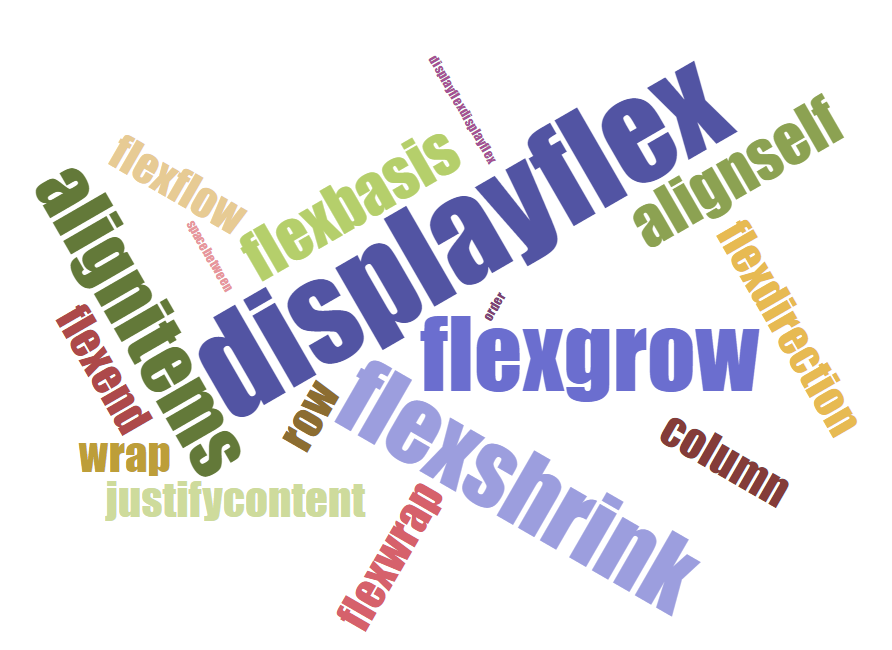 displayflexdisplayflex
displayflex
alignself
flexflow
flexbasis
alignitems
spacebetween
flexdirection
order
flexend
flexgrow
row
flexshrink
column
wrap
justifycontent
flexwrap